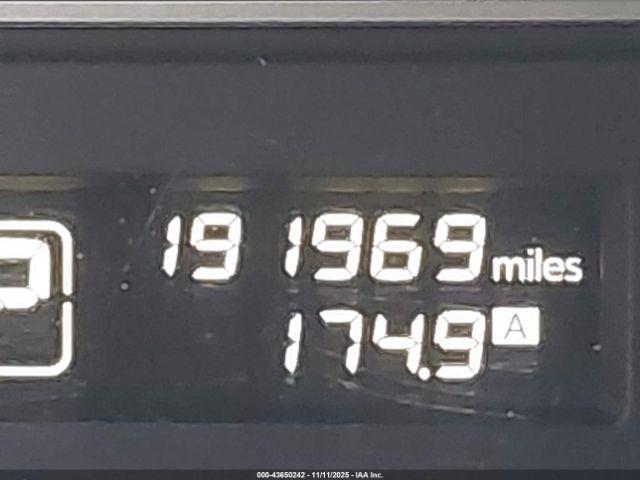 191969 miles
P
174.9 A
000-43650242 - 11/11/2025 - IAA Inc.